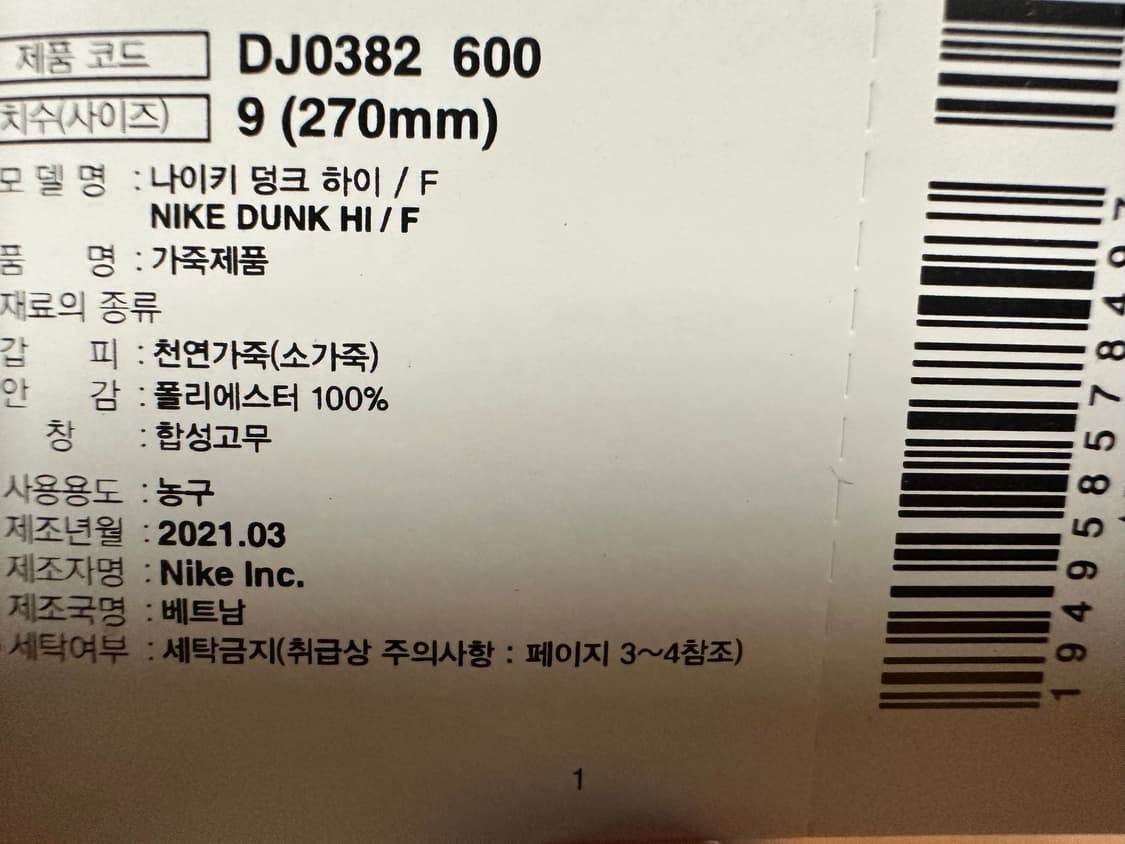 제품 코드 DJ0382 600
치수(사이즈) 9 (270mm)
모 델 명 : 나이키 덩크 하이 / F
NIKE DUNK HI / F
품 명 : 가죽제품
재료의 종류
갑 피 : 천연가죽(소가죽)
안 감 : 폴리에스터 100%
창 : 합성고무
사용용도 : 농구
제조년월 : 2021.03
제조자명 : Nike Inc.
제조국명 : 베트남
세탁여부 : 세탁금지(취급상 주의사항 : 페이지 3~4참조)
1